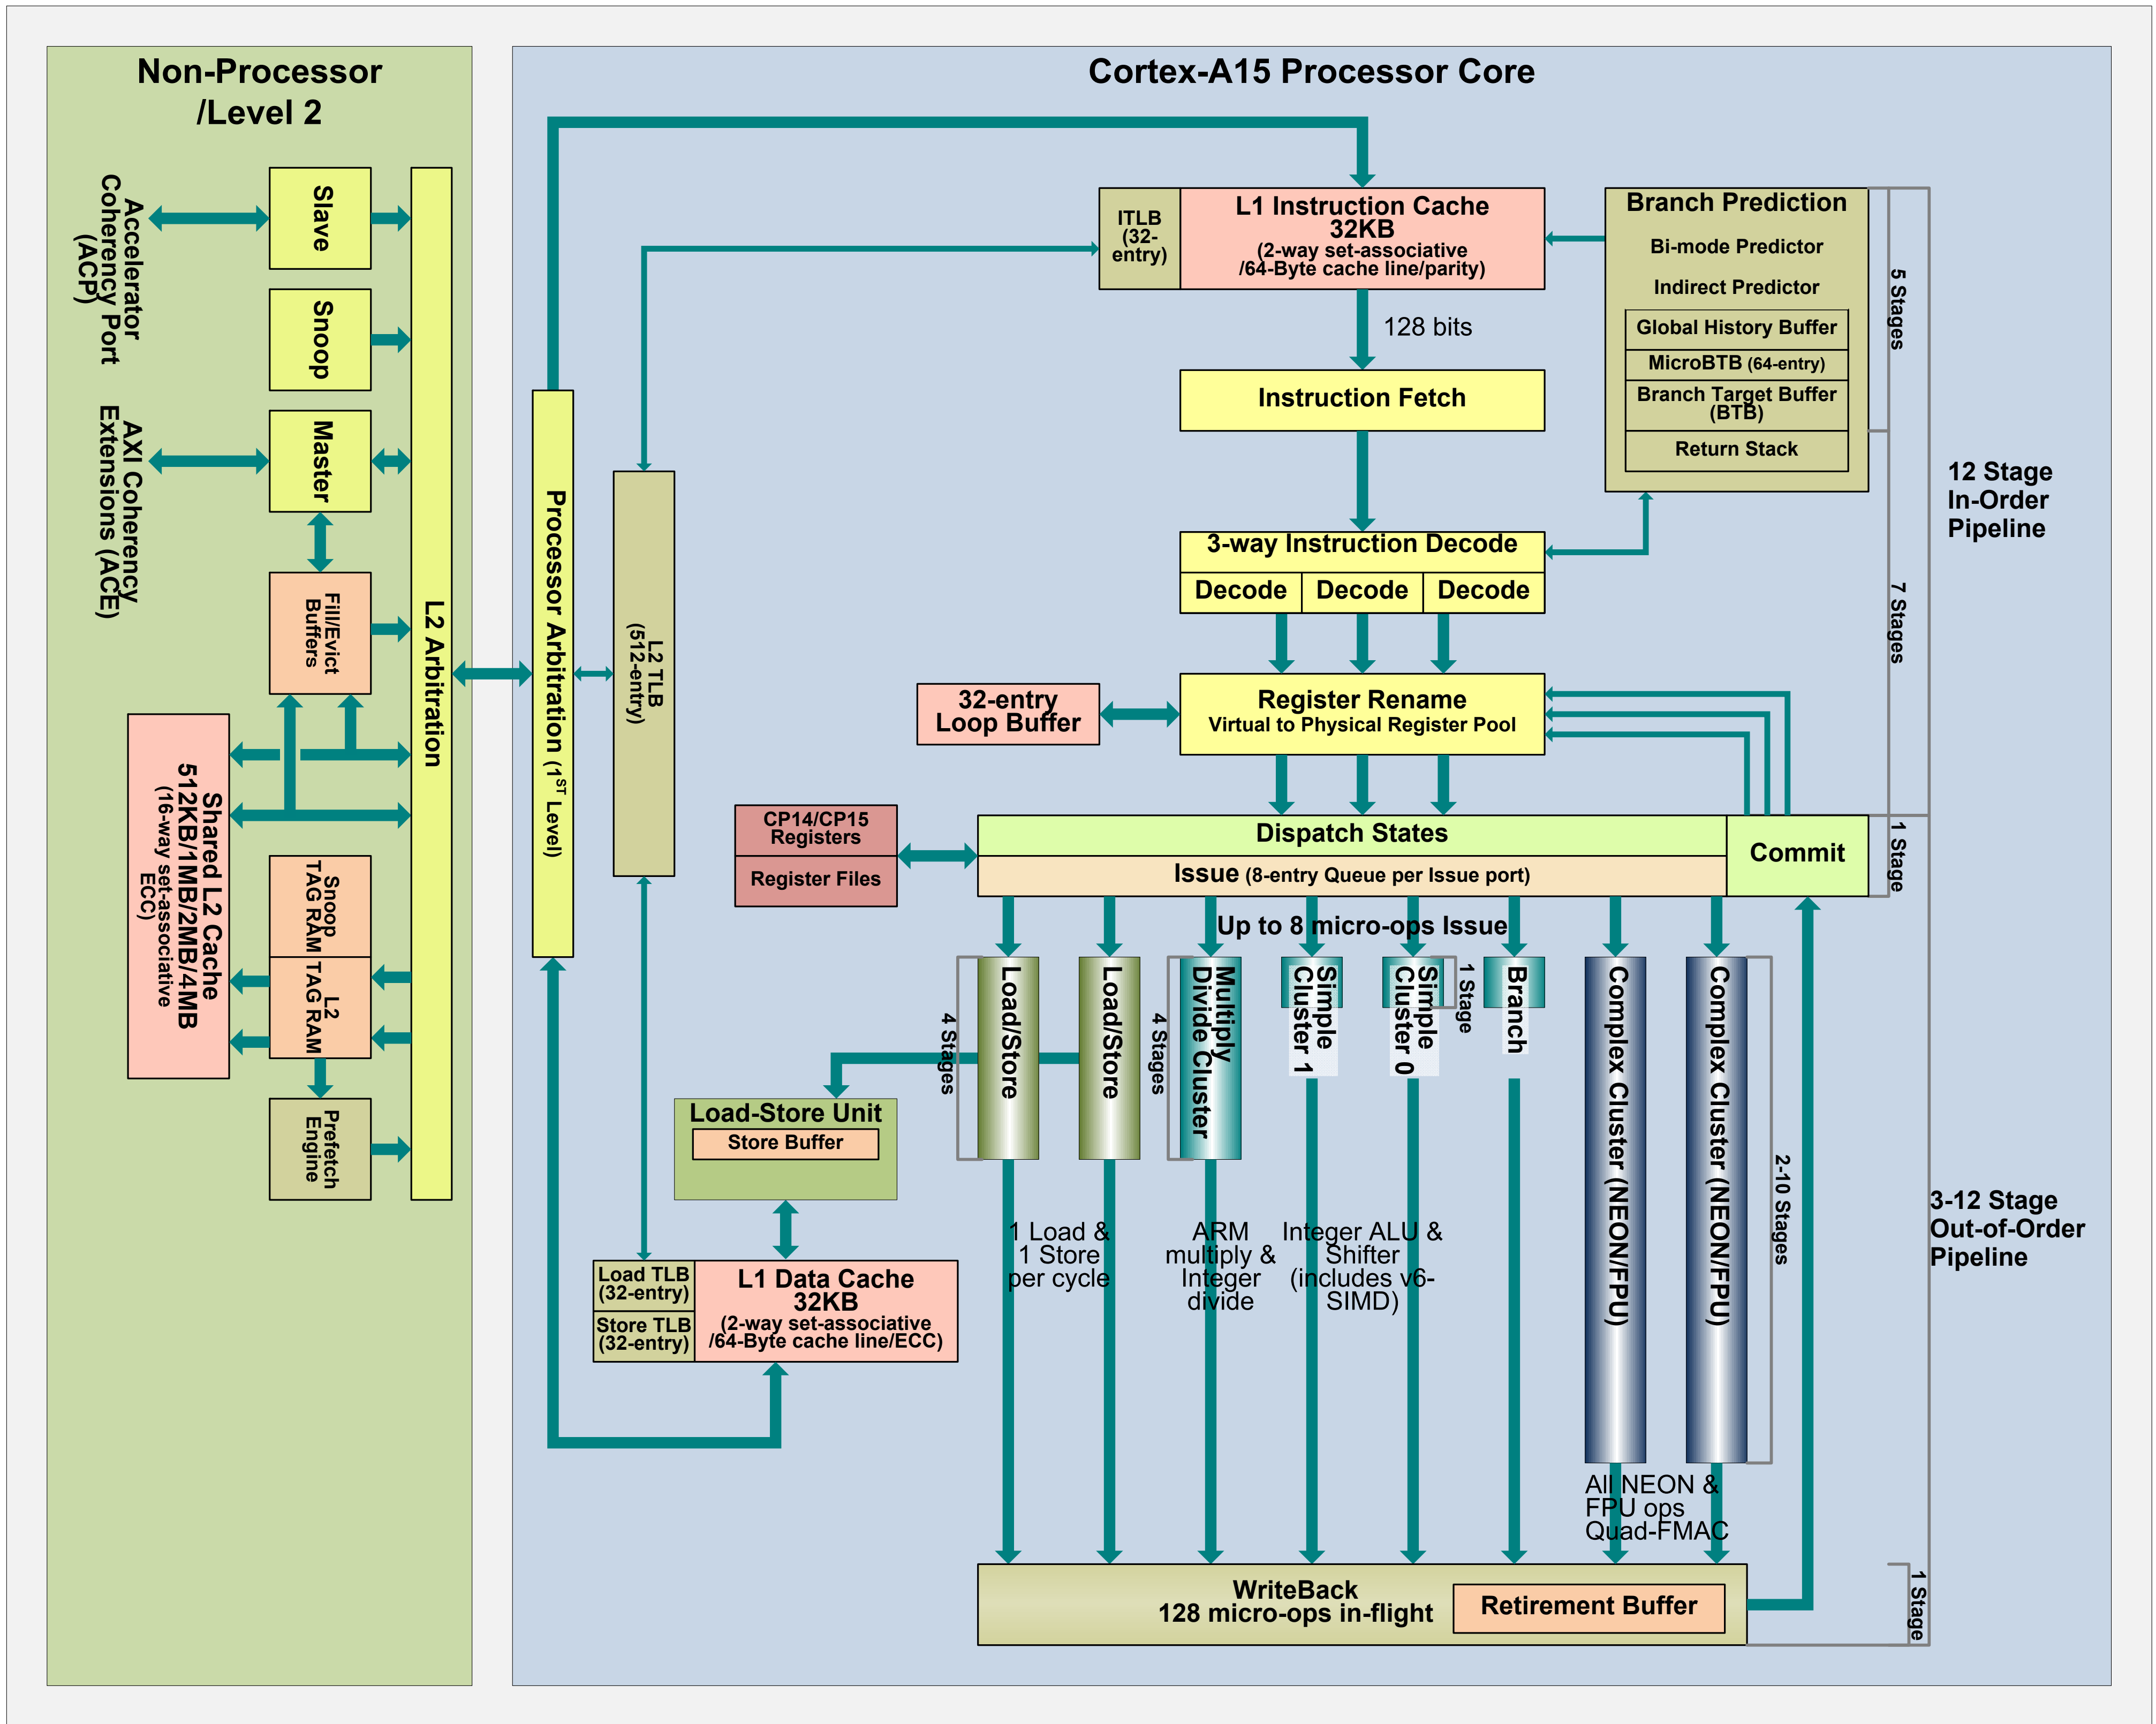 Non-Processor
/Level 2
Accelerator
Coherency Port
(ACP)
AXI Coherency
Extensions (ACE)
Slave
Snoop
Master
Fill/Evict
Buffers
Shared L2 Cache
512KB/1MB/2MB/4MB
(16-way set-associative
ECC)
Snoop
TAG RAM
L2
TAG RAM
Prefetch
Engine
L2 Arbitration
Cortex-A15 Processor Core
Processor Arbitration (1ST Level)
L2 TLB
(512-entry)
ITLB
(32-
entry)
L1 Instruction Cache
32KB
(2-way set-associative
/64-Byte cache line/parity)
128 bits
Instruction Fetch
Branch Prediction
Bi-mode Predictor
Indirect Predictor
Global History Buffer
MicroBTB (64-entry)
Branch Target Buffer
(BTB)
Return Stack
5 Stages
7 Stages
12 Stage
In-Order
Pipeline
3-way Instruction Decode
Decode
Decode
Decode
32-entry
Loop Buffer
Register Rename
Virtual to Physical Register Pool
CP14/CP15
Registers
Register Files
Dispatch States
Issue (8-entry Queue per Issue port)
Commit
1 Stage
Up to 8 micro-ops Issue
4 Stages
Load/Store
Load/Store
4 Stages
Multiply
Divide Cluster
Simple
Cluster 1
Simple
Cluster 0
1 Stage
Branch
Complex Cluster (NEON/FPU)
Complex Cluster (NEON/FPU)
2-10 Stages
3-12 Stage
Out-of-Order
Pipeline
Load-Store Unit
Store Buffer
Load TLB
(32-entry)
Store TLB
(32-entry)
L1 Data Cache
32KB
(2-way set-associative
/64-Byte cache line/ECC)
1 Load &
1 Store
per cycle
ARM
multiply &
Integer
divide
Integer ALU &
Shifter
(includes v6-
SIMD)
All NEON &
FPU ops
Quad-FMAC
WriteBack
128 micro-ops in-flight
Retirement Buffer
1 Stage